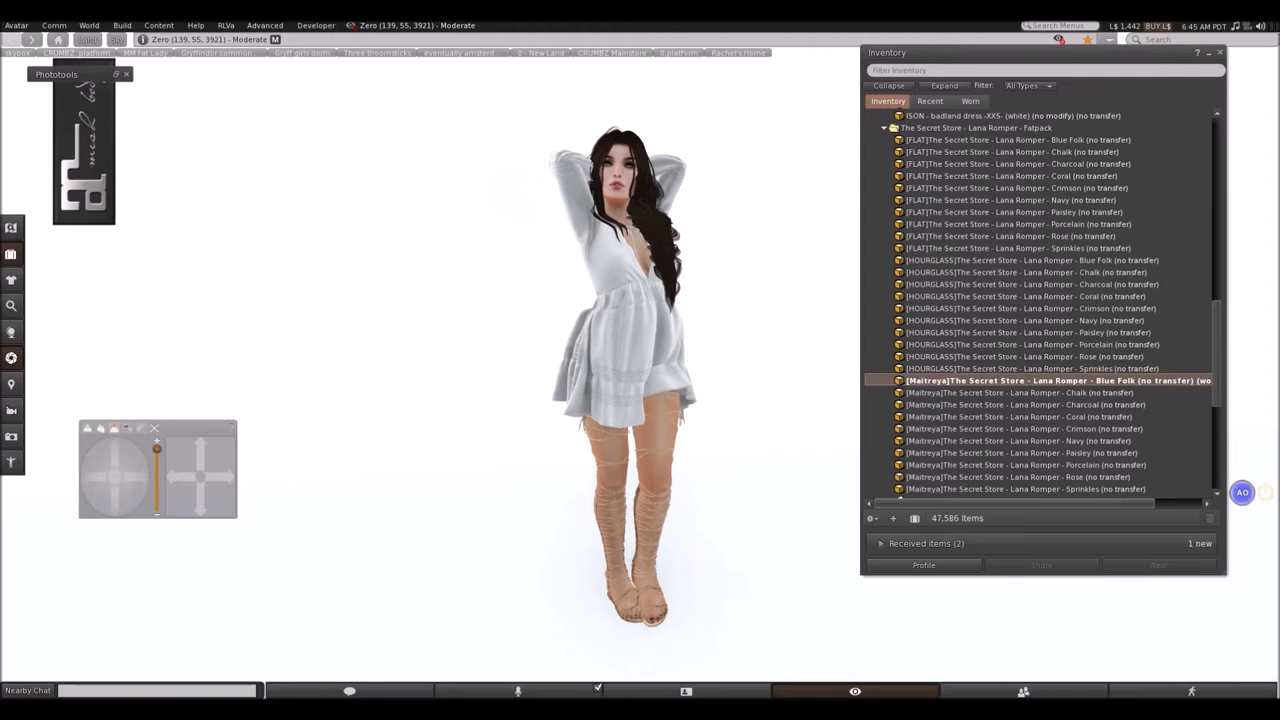 Avatar Comm World Build Content Help RLVa Advanced Developer Zero (139, 55, 3921) - Moderate Search Menus L$ 1,442 BUY L$ 6:45 AM PDT
Land Sky Zero (139, 55, 3921) - Moderate M Search
skybox CRUMBZ platform MM Fat Lady Gryffindor common Gryff girls dorm Three Broomsticks eventually amsterd 0 - New Land CRUMBZ Mainstore 0.platform Rachel's Home
Phototools
mesh body
Inventory ?
Filter Inventory
Collapse Expand Filter: All Types
Inventory Recent Worn
ISON - badland dress -XXS- (white) (no modify) (no transfer)
The Secret Store - Lana Romper - Fatpack
[FLAT]The Secret Store - Lana Romper - Blue Folk (no transfer)
[FLAT]The Secret Store - Lana Romper - Chalk (no transfer)
[FLAT]The Secret Store - Lana Romper - Charcoal (no transfer)
[FLAT]The Secret Store - Lana Romper - Coral (no transfer)
[FLAT]The Secret Store - Lana Romper - Crimson (no transfer)
[FLAT]The Secret Store - Lana Romper - Navy (no transfer)
[FLAT]The Secret Store - Lana Romper - Paisley (no transfer)
[FLAT]The Secret Store - Lana Romper - Porcelain (no transfer)
[FLAT]The Secret Store - Lana Romper - Rose (no transfer)
[FLAT]The Secret Store - Lana Romper - Sprinkles (no transfer)
[HOURGLASS]The Secret Store - Lana Romper - Blue Folk (no transfer)
[HOURGLASS]The Secret Store - Lana Romper - Chalk (no transfer)
[HOURGLASS]The Secret Store - Lana Romper - Charcoal (no transfer)
[HOURGLASS]The Secret Store - Lana Romper - Coral (no transfer)
[HOURGLASS]The Secret Store - Lana Romper - Crimson (no transfer)
[HOURGLASS]The Secret Store - Lana Romper - Navy (no transfer)
[HOURGLASS]The Secret Store - Lana Romper - Paisley (no transfer)
[HOURGLASS]The Secret Store - Lana Romper - Porcelain (no transfer)
[HOURGLASS]The Secret Store - Lana Romper - Rose (no transfer)
[HOURGLASS]The Secret Store - Lana Romper - Sprinkles (no transfer)
[Maitreya]The Secret Store - Lana Romper - Blue Folk (no transfer) (wo
[Maitreya]The Secret Store - Lana Romper - Chalk (no transfer)
[Maitreya]The Secret Store - Lana Romper - Charcoal (no transfer)
[Maitreya]The Secret Store - Lana Romper - Coral (no transfer)
[Maitreya]The Secret Store - Lana Romper - Crimson (no transfer)
[Maitreya]The Secret Store - Lana Romper - Navy (no transfer)
[Maitreya]The Secret Store - Lana Romper - Paisley (no transfer)
[Maitreya]The Secret Store - Lana Romper - Porcelain (no transfer)
[Maitreya]The Secret Store - Lana Romper - Rose (no transfer)
[Maitreya]The Secret Store - Lana Romper - Sprinkles (no transfer)
AO
47,586 Items
Received items (2) 1 new
Profile Share Wear
Nearby Chat